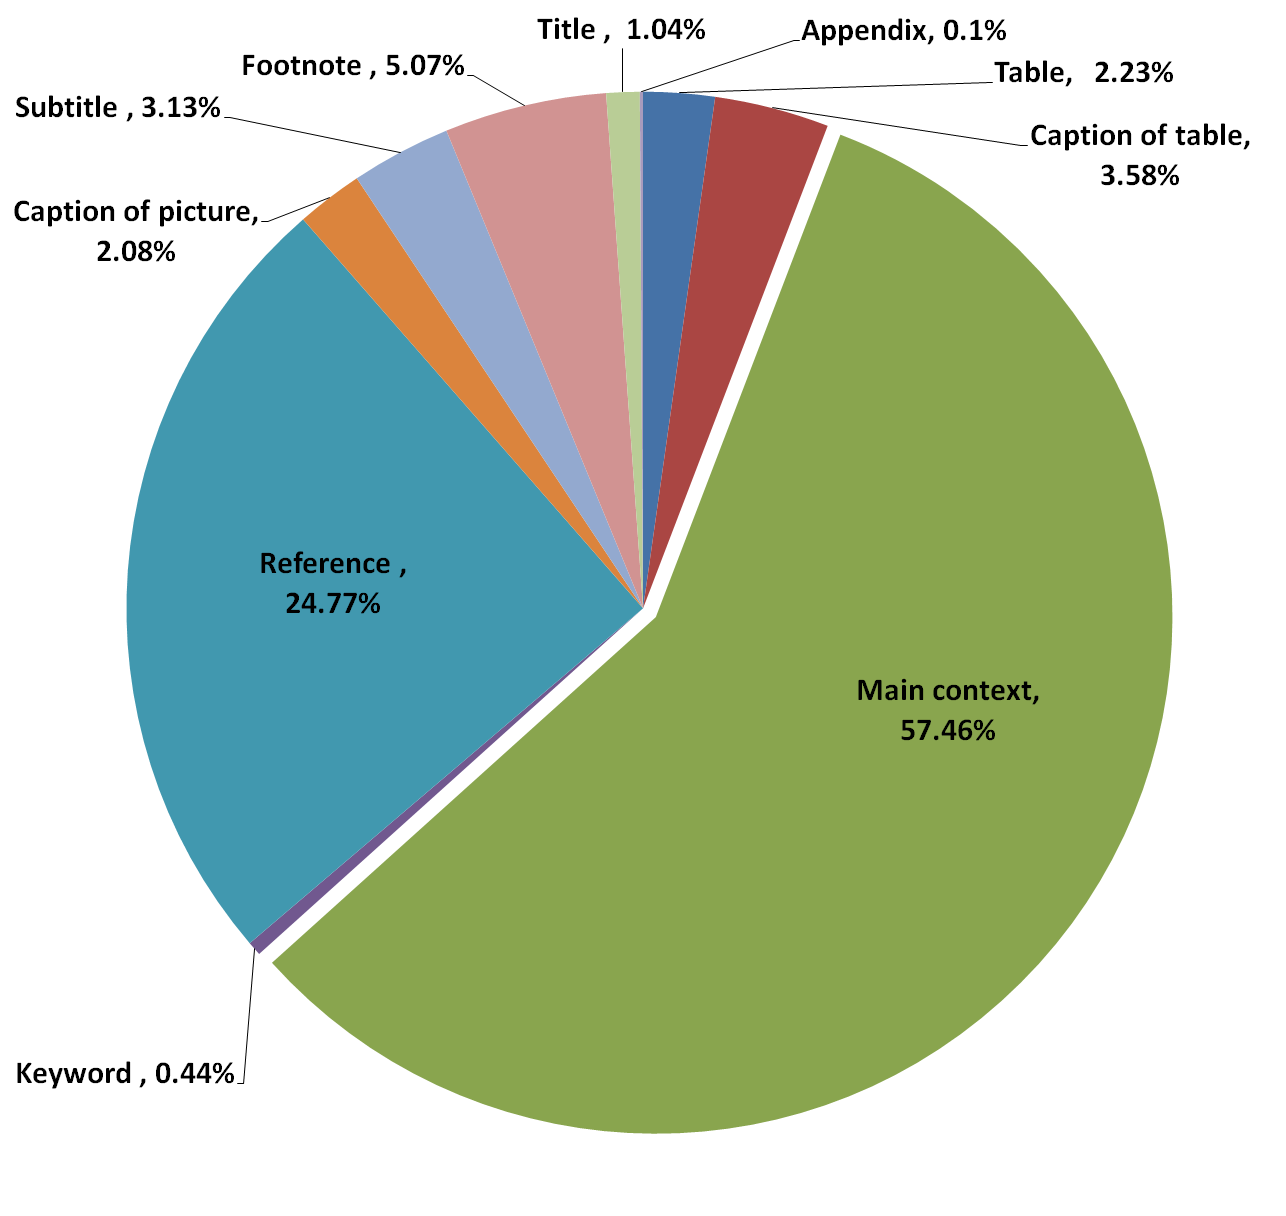 Title ,  1.04%
Appendix, 0.1%
Footnote , 5.07%
Table,   2.23%
Subtitle , 3.13%
Caption of table,
3.58%
Caption of picture,
2.08%
Reference ,
24.77%
Main context,
57.46%
Keyword , 0.44%